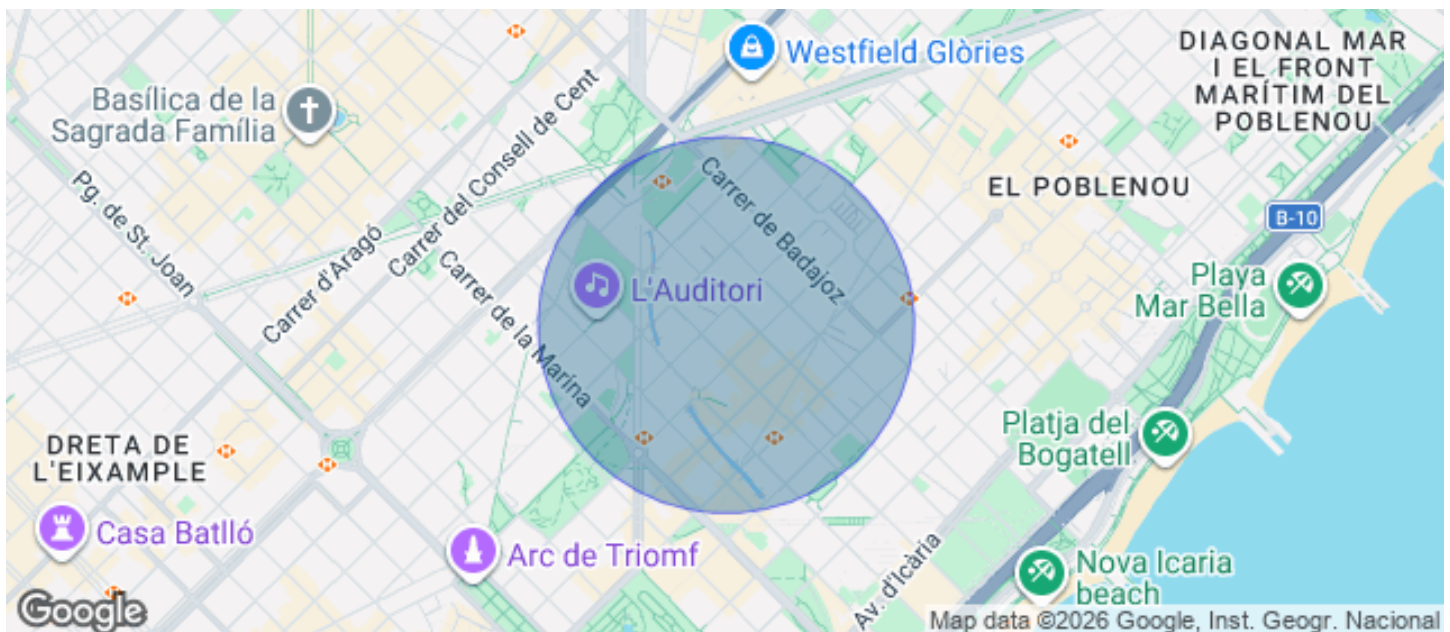 Westfield Glòries
DIAGONAL MAR
I EL FRONT
MARÍTIM DEL
POBLENOU
Basílica de la
Sagrada Família
Carrer del Consell de Cent
Pg. de St. Joan
Carrer d'Aragó
Carrer de Badajoz
EL POBLENOU
B-10
Carrer de la Marina
L'Auditori
Playa
Mar Bella
Platja del
Bogatell
DRETA DE
L'EIXAMPLE
Casa Batlló
Arc de Triomf
Av. d'Icària
Nova Icaria
beach
Google
Map data ©2026 Google, Inst. Geogr. Nacional